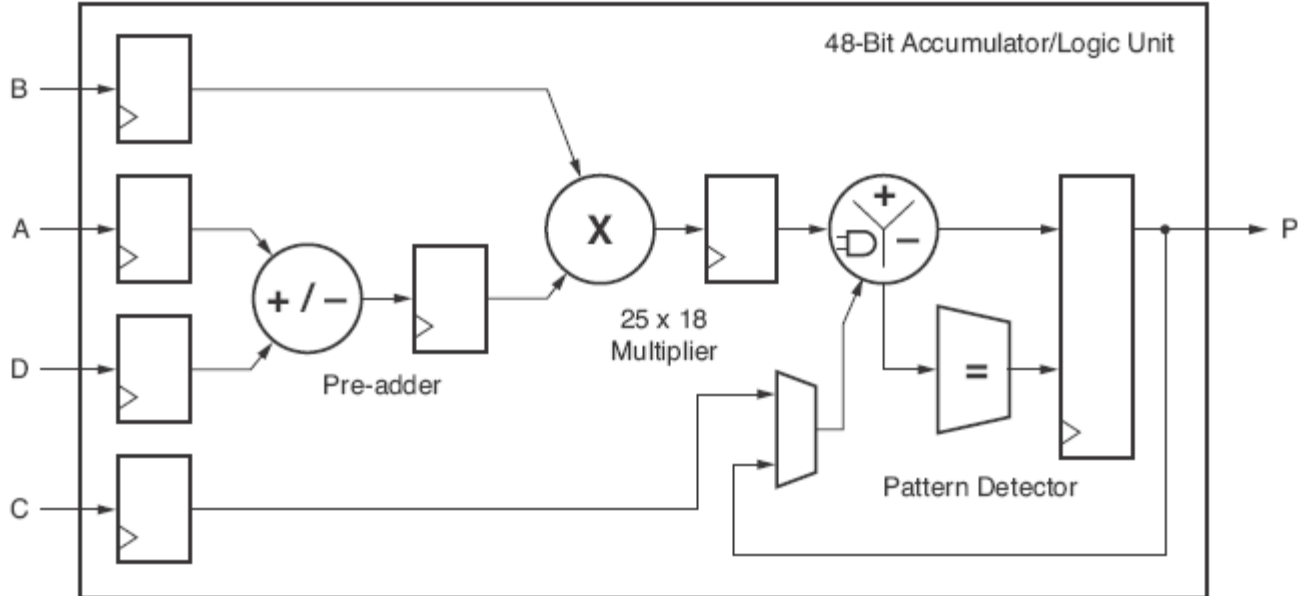 48-Bit Accumulator/Logic Unit
B
A
X
+
−
P
+ / −
25 x 18
Multiplier
D
Pre-adder
=
Pattern Detector
C